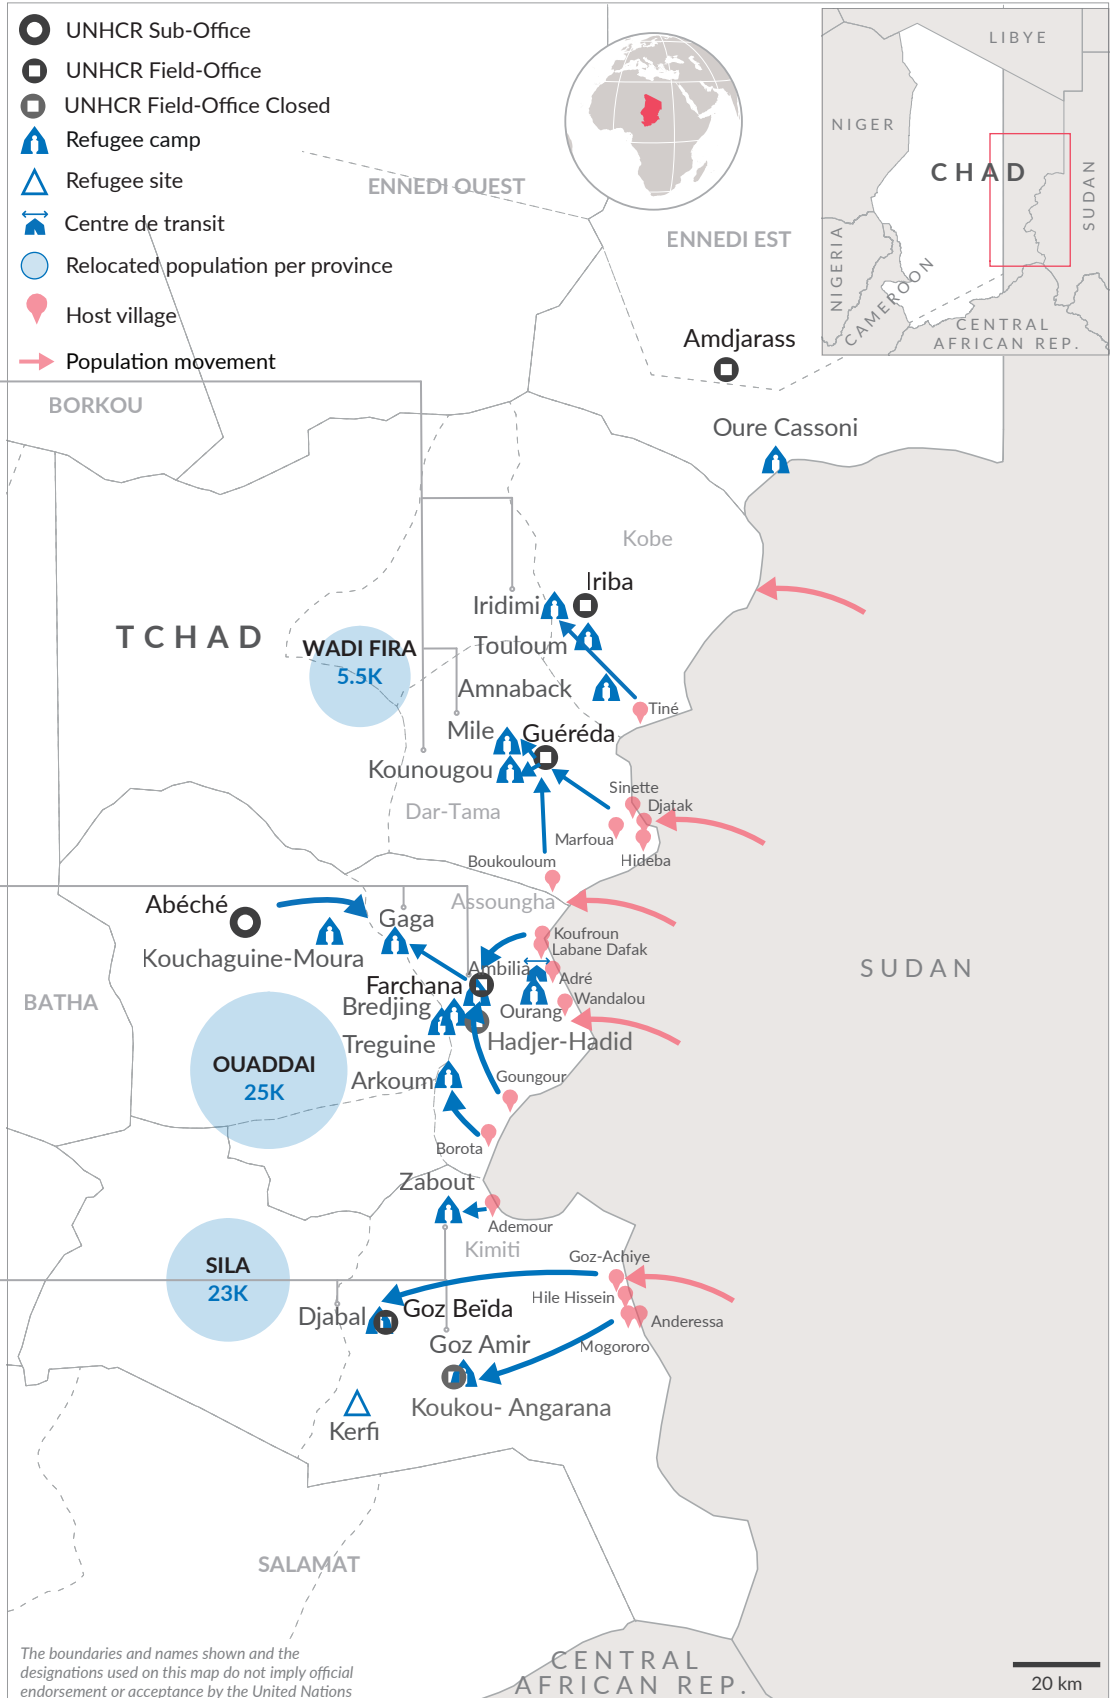 UNHCR Sub-Office
UNHCR Field-Office
UNHCR Field-Office Closed
Refugee camp
Refugee site
Centre de transit
Relocated population per province
Host village
Population movement
LIBYE
NIGER
CHAD
SUDAN
NIGERIA
CAMEROON
CENTRAL
AFRICAN REP.
ENNEDI OUEST
ENNEDI EST
Amdjarass
BORKOU
Oure Cassoni
Kobe
Iriba
Iridimi
TCHAD
WADI FIRA
5.5K
Touloum
Amnaback
Tiné
Mile
Guéréda
Kounougou
Sinette
Djatak
Dar-Tama
Marfoua
Hideba
Boukouloum
Abéché
Assoungha
Gaga
Koufroun
Labane Dafak
Kouchaguine-Moura
Ambilia
Adré
SUDAN
Farchana
Wandalou
BATHA
Bredjing
Ourang
Hadjer-Hadid
Treguine
OUADDAI
25K
Arkoum
Goungour
Borota
Zabout
Ademour
Kimiti
Goz-Achiye
SILA
23K
Hile Hissein
Djabal
Goz Beïda
Anderessa
Goz Amir
Mogororo
Koukou- Angarana
Kerfi
SALAMAT
The boundaries and names shown and the
designations used on this map do not imply official
endorsement or acceptance by the United Nations
CENTRAL
AFRICAN REP.
20 km